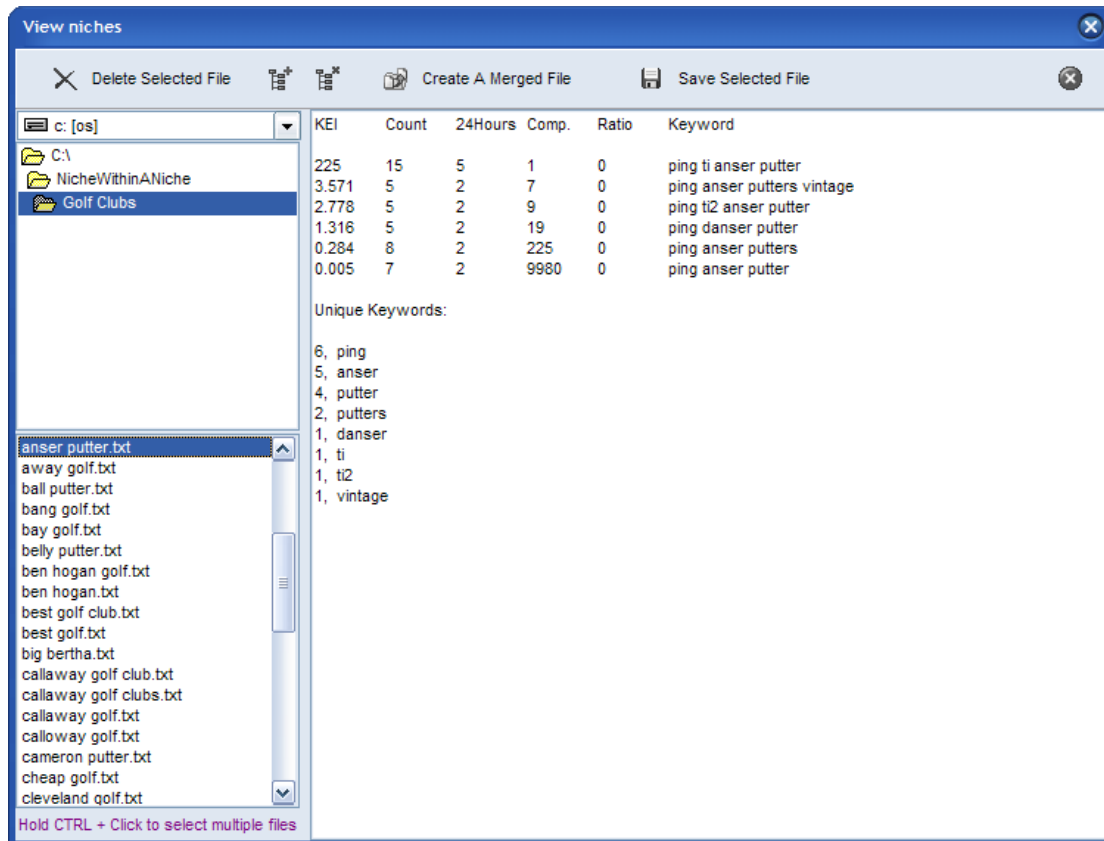 View niches
Delete Selected File Create A Merged File Save Selected File
c: [os]
C:\
NicheWithinANiche
Golf Clubs
anser putter.txt
away golf.txt
ball putter.txt
bang golf.txt
bay golf.txt
belly putter.txt
ben hogan golf.txt
ben hogan.txt
best golf club.txt
best golf.txt
big bertha.txt
callaway golf club.txt
callaway golf clubs.txt
callaway golf.txt
calloway golf.txt
cameron putter.txt
cheap golf.txt
cleveland golf.txt
Hold CTRL + Click to select multiple files
KEI Count 24Hours Comp. Ratio Keyword
225 15 5 1 0 ping ti anser putter
3.571 5 2 7 0 ping anser putters vintage
2.778 5 2 9 0 ping ti2 anser putter
1.316 5 2 19 0 ping danser putter
0.284 8 2 225 0 ping anser putters
0.005 7 2 9980 0 ping anser putter
Unique Keywords:
6, ping
5, anser
4, putter
2, putters
1, danser
1, ti
1, ti2
1, vintage